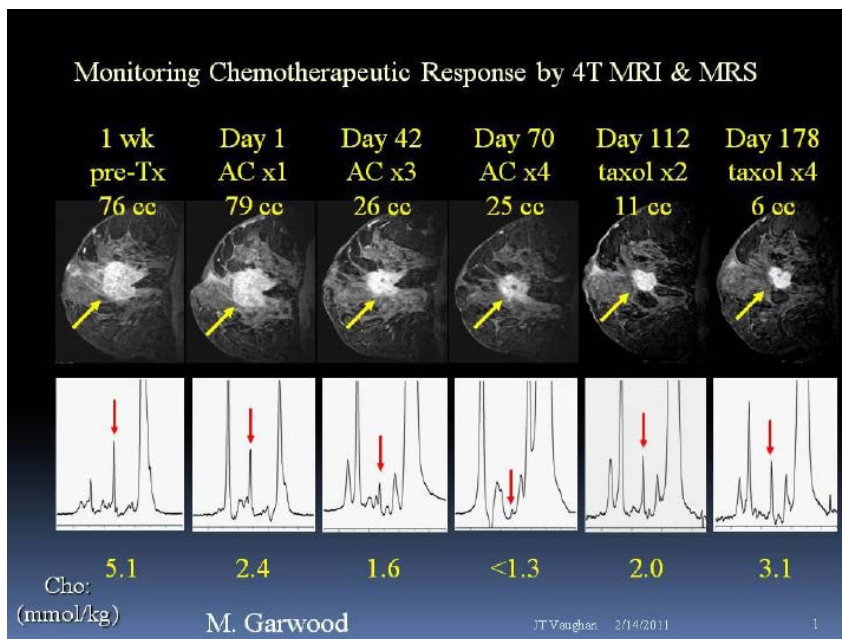 Monitoring Chemotherapeutic Response by 4T MRI & MRS
1 wk Day 1 Day 42 Day 70 Day 112 Day 178
pre-Tx AC x1 AC x3 AC x4 taxol x2 taxol x4
76 cc 79 cc 26 cc 25 cc 11 cc 6 cc
5.1 2.4 1.6 <1.3 2.0 3.1
Cho:
(mmol/kg)
M. Garwood JT Vaughan 2/14/2011 1